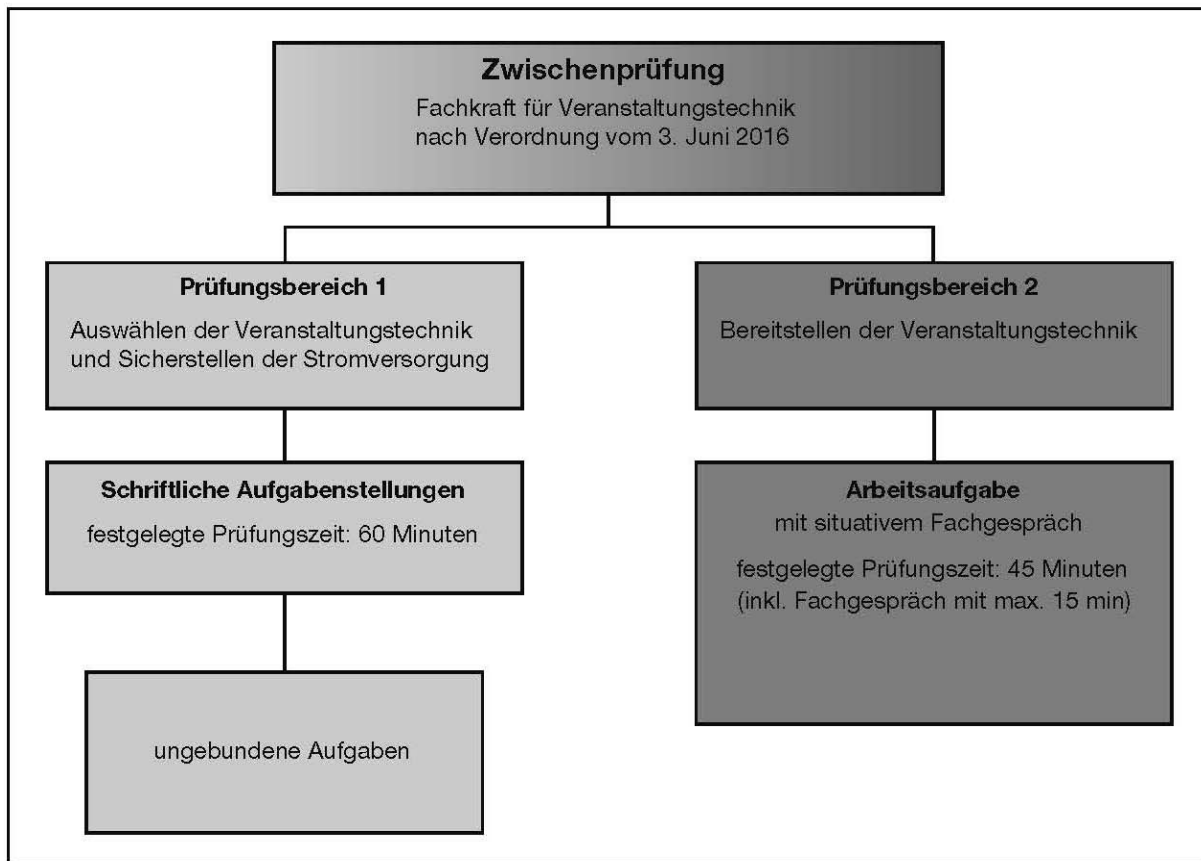 Zwischenprüfung
Fachkraft für Veranstaltungstechnik
nach Verordnung vom 3. Juni 2016
Prüfungsbereich 1
Auswählen der Veranstaltungstechnik
und Sicherstellen der Stromversorgung
Schriftliche Aufgabenstellungen
festgelegte Prüfungszeit: 60 Minuten
ungebundene Aufgaben
Prüfungsbereich 2
Bereitstellen der Veranstaltungstechnik
Arbeitsaufgabe
mit situativem Fachgespräch
festgelegte Prüfungszeit: 45 Minuten
(inkl. Fachgespräch mit max. 15 min)